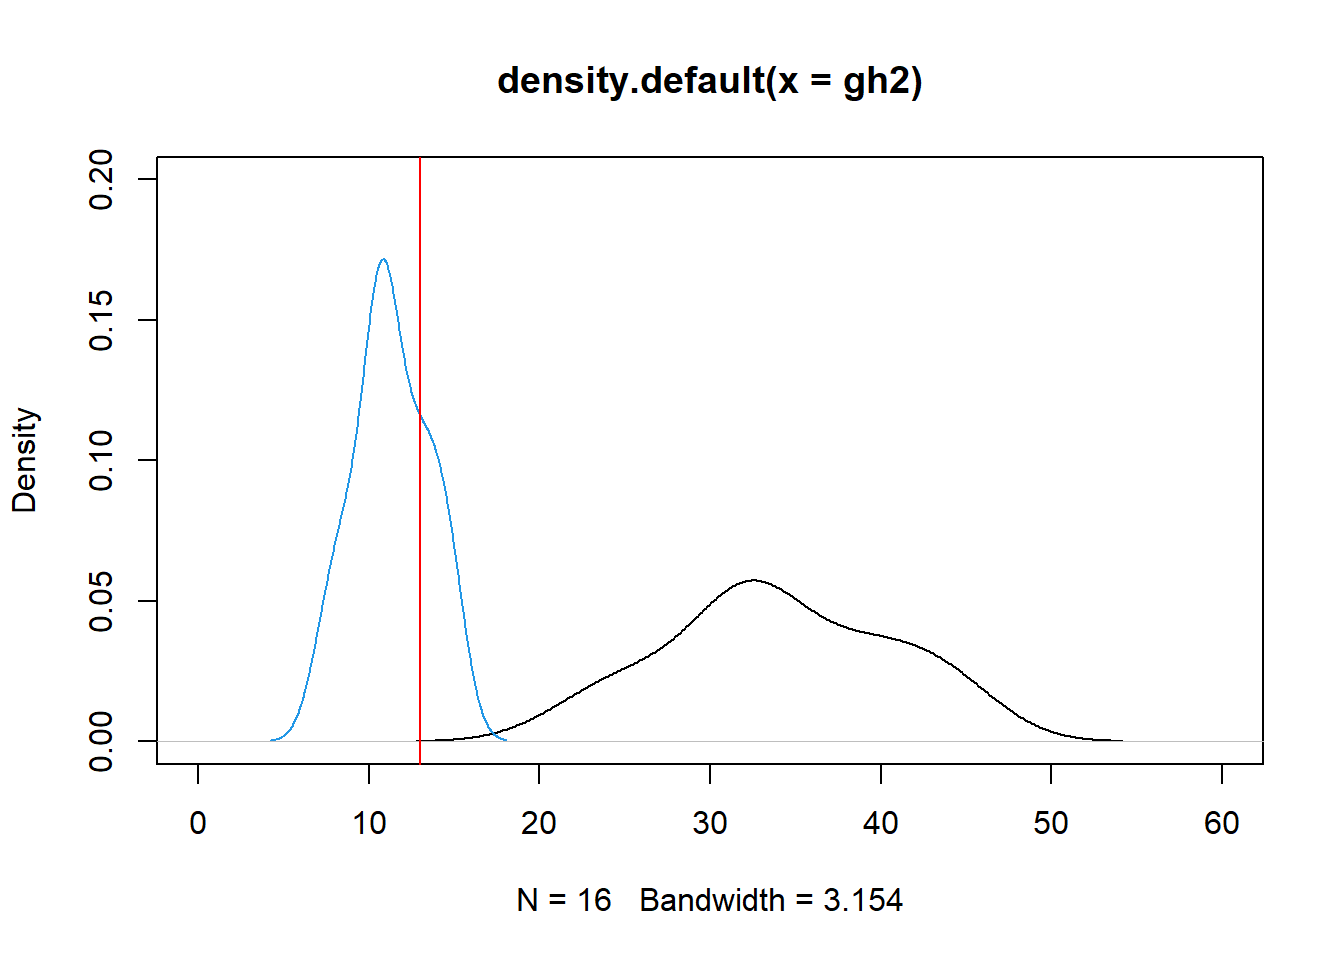 density.default(x = gh2)
Density
0.20
0.15
0.10
0.05
0.00
0 10 20 30 40 50 60
N = 16 Bandwidth = 3.154